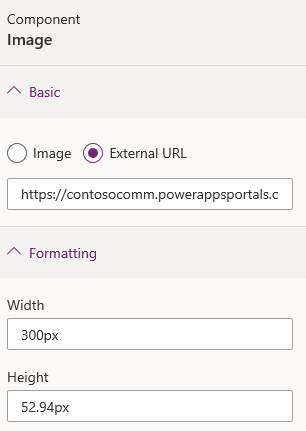 Component
Image
Basic
Image External URL
https://contosocomm.powerappsportals.c
Formatting
Width
300px
Height
52.94px